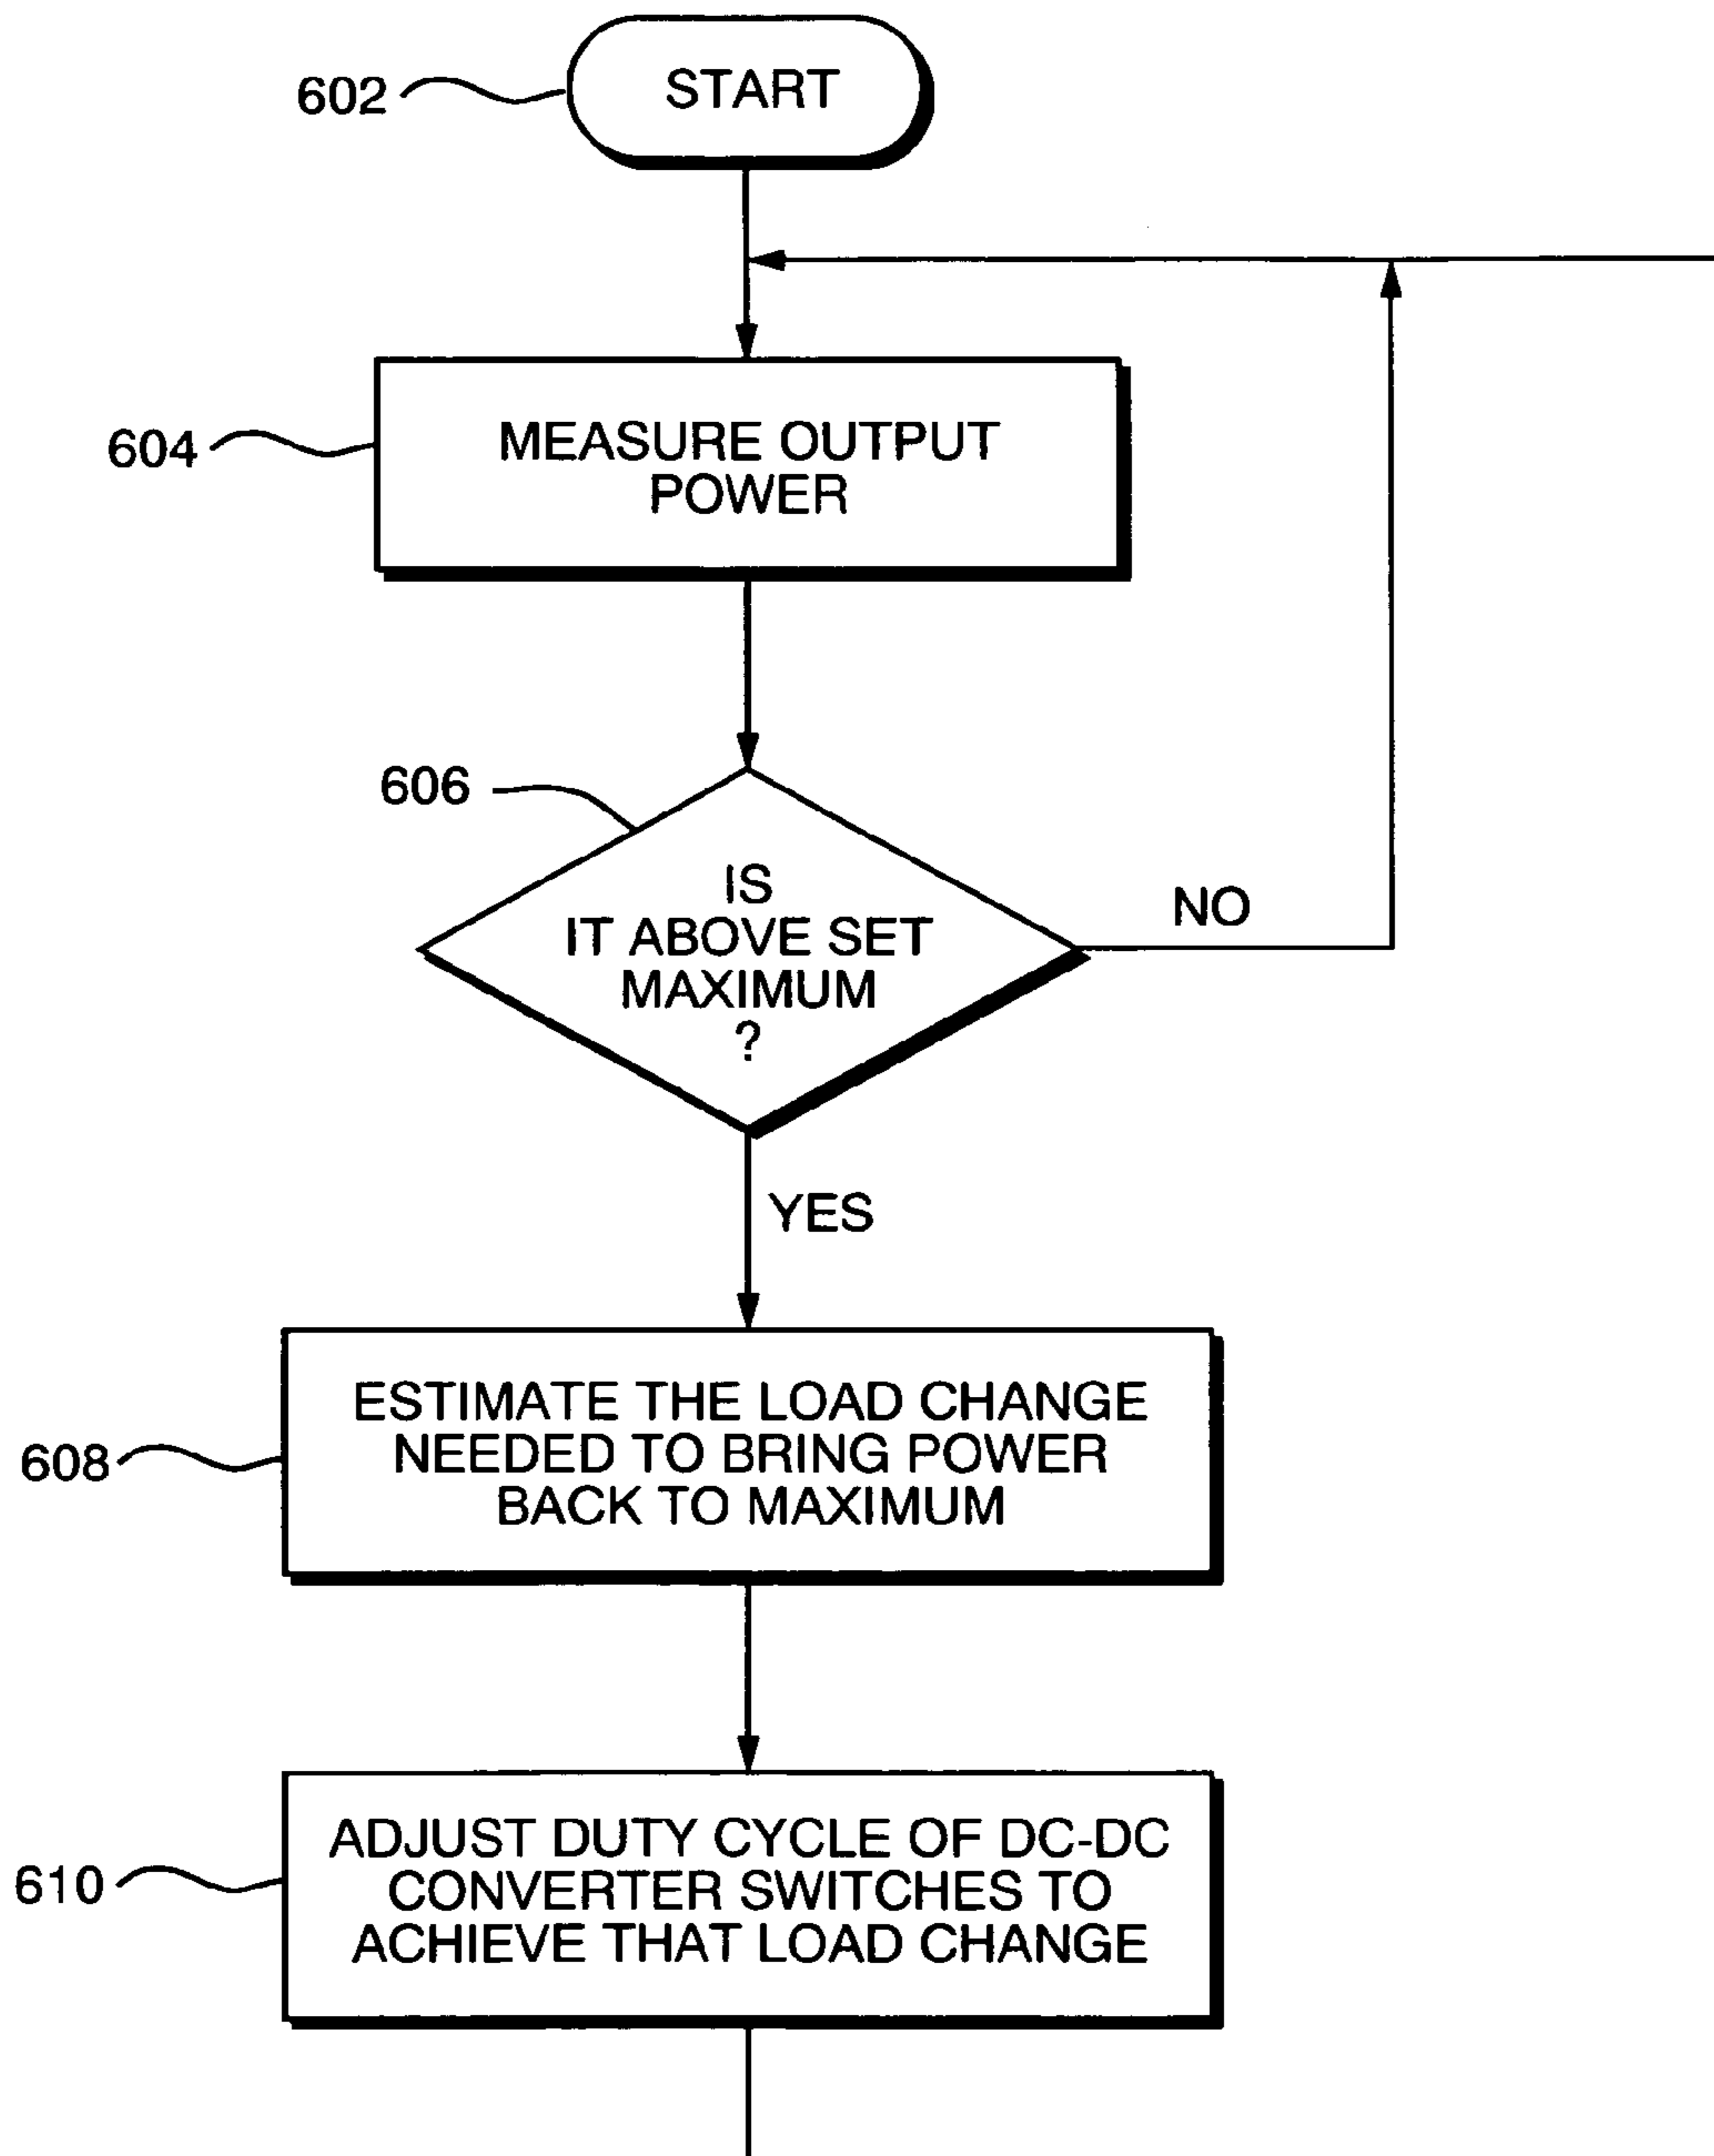 602
START
604
MEASURE OUTPUT
POWER
606
IS
IT ABOVE SET
MAXIMUM
?
NO
YES
608
ESTIMATE THE LOAD CHANGE
NEEDED TO BRING POWER
BACK TO MAXIMUM
610
ADJUST DUTY CYCLE OF DC-DC
CONVERTER SWITCHES TO
ACHIEVE THAT LOAD CHANGE